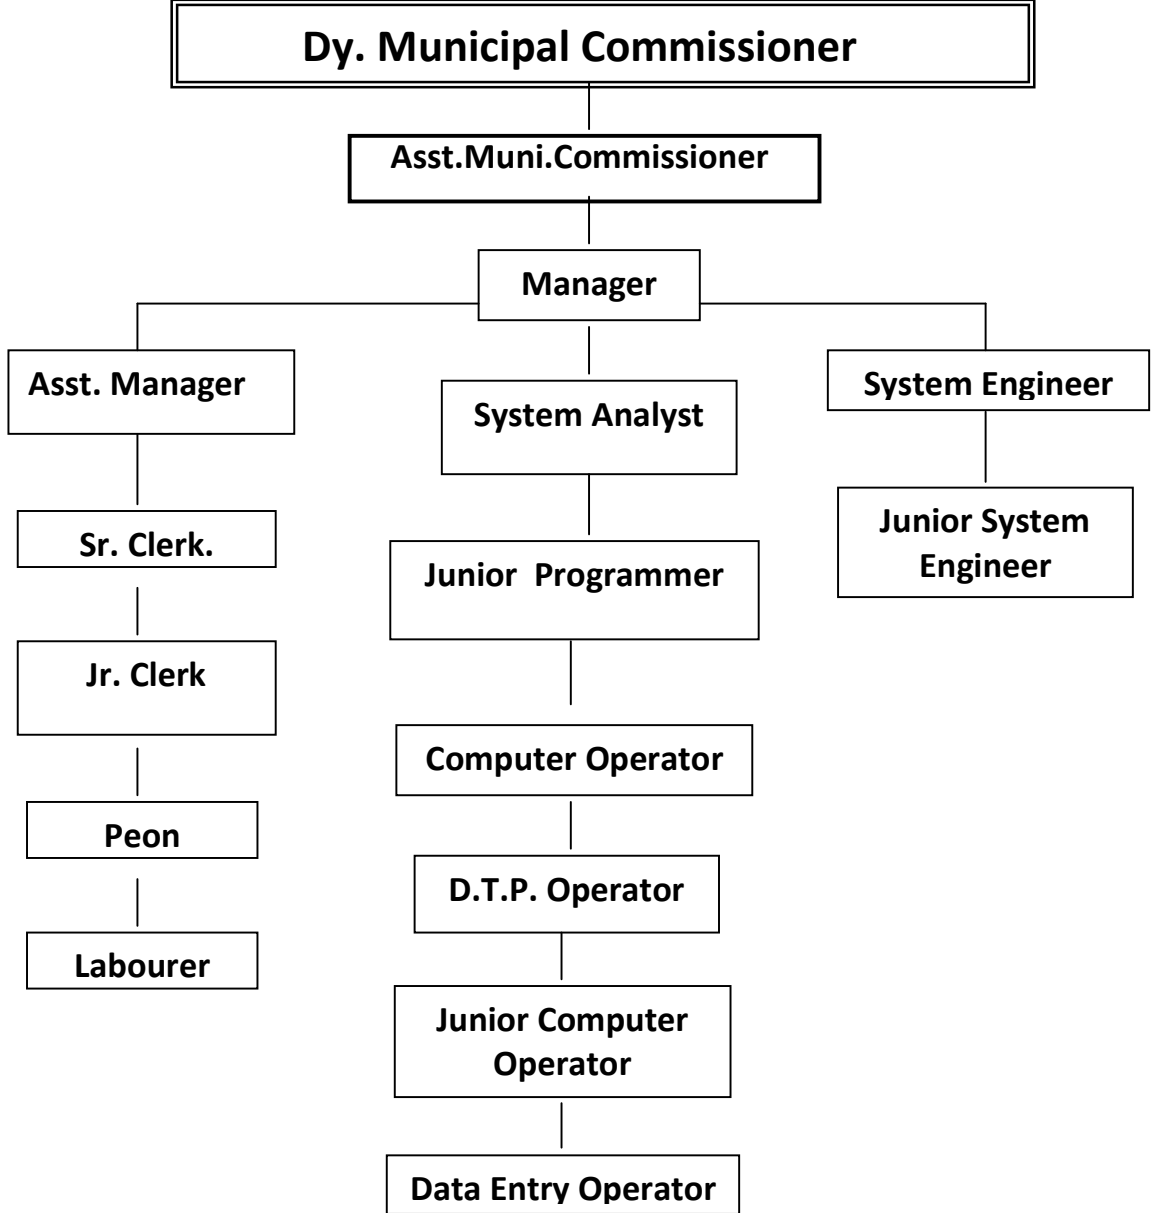 Dy. Municipal Commissioner
Asst.Muni.Commissioner
Manager
Asst. Manager
System Analyst
System Engineer
Sr. Clerk.
Junior Programmer
Junior System
Engineer
Jr. Clerk
Computer Operator
Peon
D.T.P. Operator
Labourer
Junior Computer
Operator
Data Entry Operator